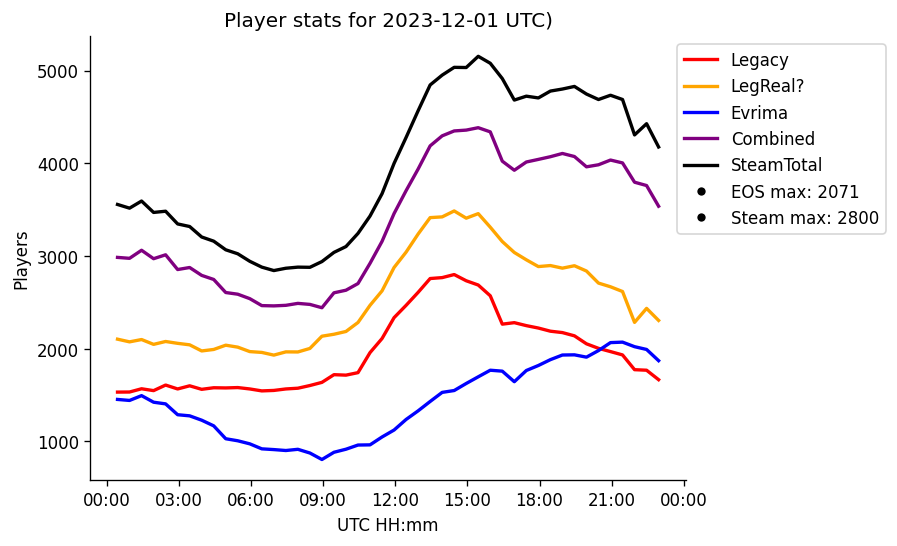 Player stats for 2023-12-01 UTC)
Players
5000
4000
3000
2000
1000
00:00 03:00 06:00 09:00 12:00 15:00 18:00 21:00 00:00
UTC HH:mm
Legacy
LegReal?
Evrima
Combined
SteamTotal
EOS max: 2071
Steam max: 2800